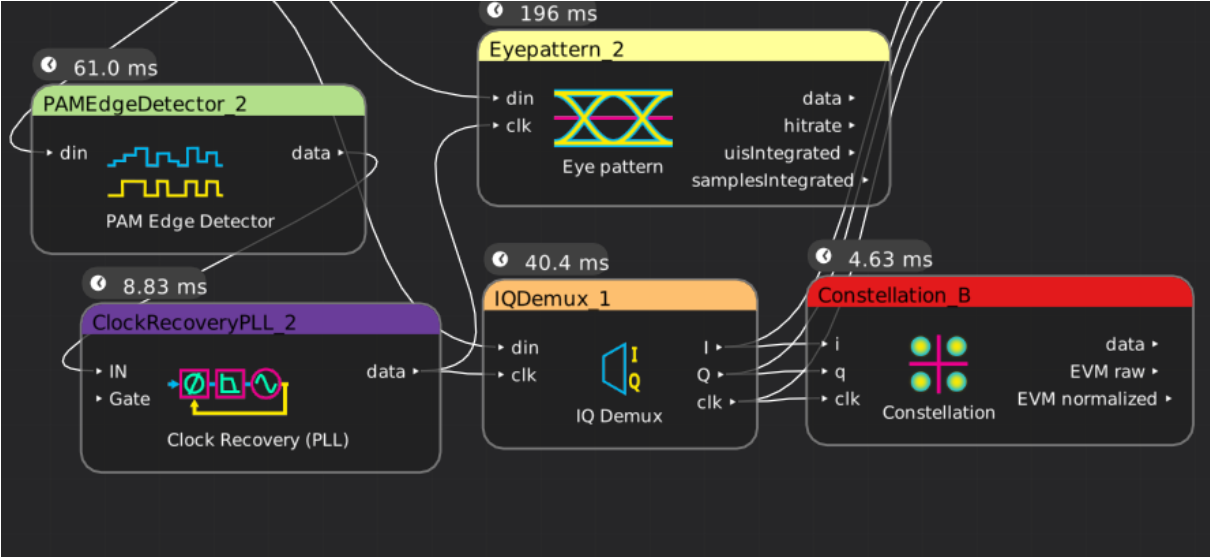 196 ms
Eyepattern_2
din
clk
Eye pattern
data
hitrate
uisIntegrated
samplesIntegrated
61.0 ms
PAMEdgeDetector_2
din
data
PAM Edge Detector
8.83 ms
ClockRecoveryPLL_2
IN
Gate
data
Clock Recovery (PLL)
40.4 ms
IQDemux_1
din
clk
I
Q
IQ Demux
I
Q
clk
4.63 ms
Constellation_B
i
q
clk
Constellation
data
EVM raw
EVM normalized